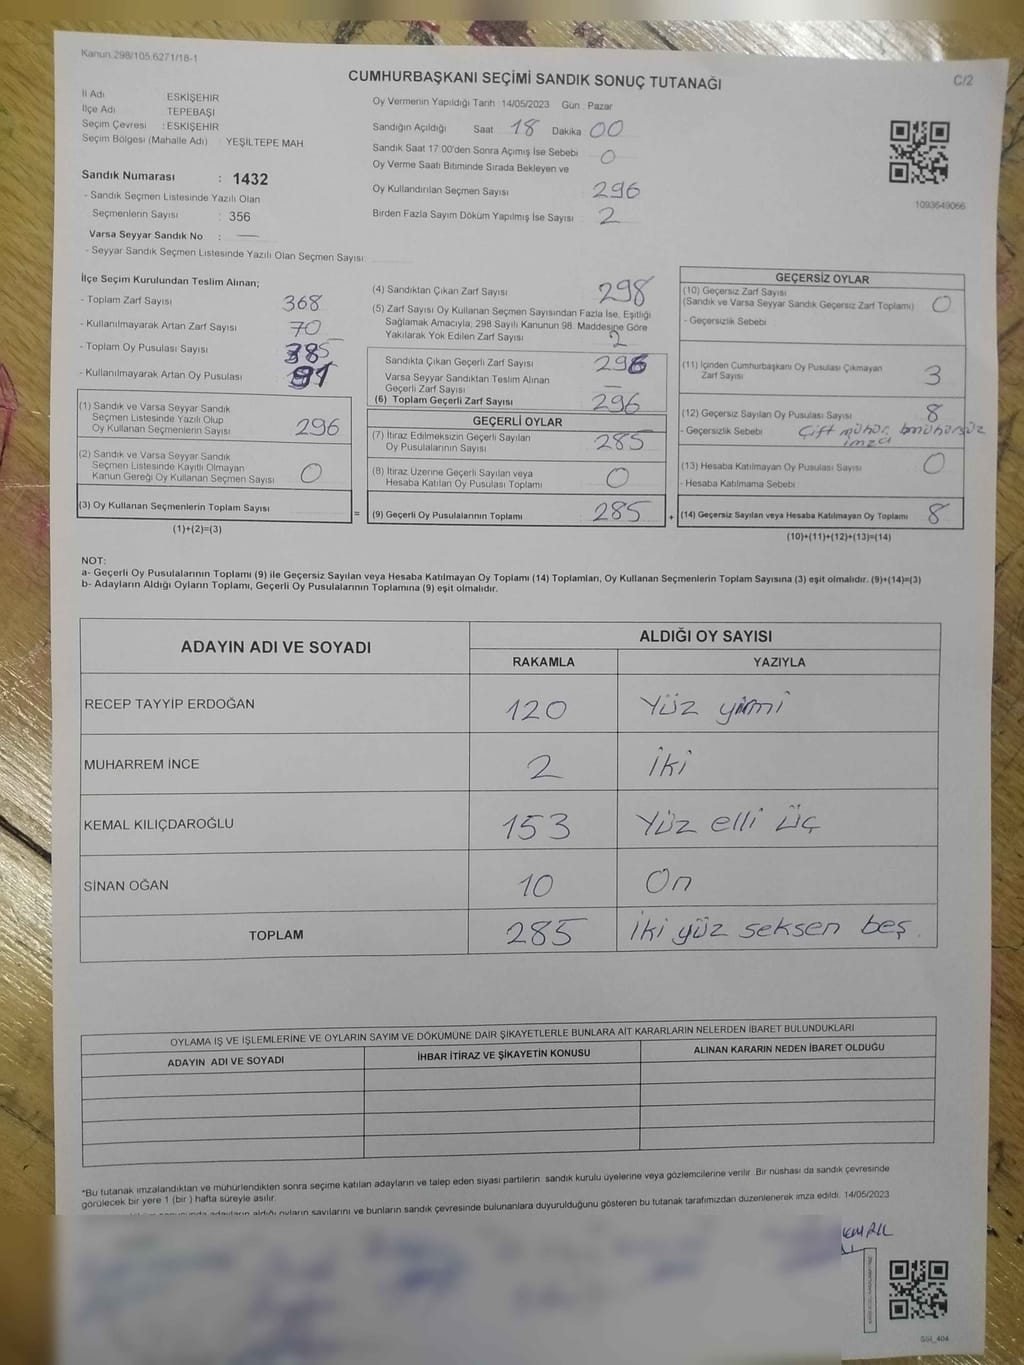 Kanun.298/105.6271/18-1
CUMHURBAŞKANI SEÇİMİ SANDIK SONUÇ TUTANAĞI
C/2
İl Adı : ESKİŞEHİR
İlçe Adı : TEPEBAŞI
Seçim Çevresi : ESKİŞEHİR
Seçim Bölgesi (Mahalle Adı) : YEŞİLTEPE MAH
Sandık Numarası : 1432
- Sandık Seçmen Listesinde Yazılı Olan
Seçmenlerin Sayısı : 356
Varsa Seyyar Sandık No : —
- Seyyar Sandık Seçmen Listesinde Yazılı Olan Seçmen Sayısı
Oy Vermenin Yapıldığı Tarih : 14/05/2023 Gün : Pazar
Sandığın Açıldığı Saat 18 Dakika 00
Sandık Saat 17:00'den Sonra Açımış İse Sebebi 0
Oy Verme Saati Bitiminde Sırada Bekleyen ve
Oy Kullandırılan Seçmen Sayısı 296
Birden Fazla Sayım Döküm Yapılmış İse Sayısı 2
1093649066
İlçe Seçim Kurulundan Teslim Alınan;
- Toplam Zarf Sayısı 368
- Kullanılmayarak Artan Zarf Sayısı 70
- Toplam Oy Pusulası Sayısı 385
- Kullanılmayarak Artan Oy Pusulası
(1) Sandık ve Varsa Seyyar Sandık
Seçmen Listesinde Yazılı Olup
Oy Kullanan Seçmenlerin Sayısı 296
(2) Sandık ve Varsa Seyyar Sandık
Seçmen Listesinde Kayıtlı Olmayan
Kanun Gereği Oy Kullanan Seçmen Sayısı 0
(3) Oy Kullanan Seçmenlerin Toplam Sayısı
(1)+(2)=(3)
=
(4) Sandıktan Çıkan Zarf Sayısı 298
(5) Zarf Sayısı Oy Kullanan Seçmen Sayısından Fazla İse, Eşitliği
Sağlamak Amacıyla; 298 Sayılı Kanunun 98. Maddesine Göre
Yakılarak Yok Edilen Zarf Sayısı 2
Sandıkta Çıkan Geçerli Zarf Sayısı 296
Varsa Seyyar Sandıktan Teslim Alınan
Geçerli Zarf Sayısı —
(6) Toplam Geçerli Zarf Sayısı 296
GEÇERLİ OYLAR
(7) İtiraz Edilmeksizin Geçerli Sayılan
Oy Pusulalarının Sayısı 285
(8) İtiraz Üzerine Geçerli Sayılan veya
Hesaba Katılan Oy Pusulası Toplamı 0
(9) Geçerli Oy Pusulalarının Toplamı 285
+
GEÇERSİZ OYLAR
(10) Geçersiz Zarf Sayısı
(Sandık ve Varsa Seyyar Sandık Geçersiz Zarf Toplamı) 0
- Geçersizlik Sebebi
(11) İçinden Cumhurbaşkanı Oy Pusulası Çıkmayan
Zarf Sayısı 3
(12) Geçersiz Sayılan Oy Pusulası Sayısı 8
- Geçersizlik Sebebi Çift mühür,
imza
(13) Hesaba Katılmayan Oy Pusulası Sayısı 0
- Hesaba Katılmama Sebebi
(14) Geçersiz Sayılan veya Hesaba Katılmayan Oy Toplamı 8
(10)+(11)+(12)+(13)=(14)
NOT:
a- Geçerli Oy Pusulalarının Toplamı (9) ile Geçersiz Sayılan veya Hesaba Katılmayan Oy Toplamı (14) Toplamları, Oy Kullanan Seçmenlerin Toplam Sayısına (3) eşit olmalıdır. (9)+(14)=(3)
b- Adayların Aldığı Oyların Toplamı, Geçerli Oy Pusulalarının Toplamına (9) eşit olmalıdır.
ADAYIN ADI VE SOYADI
ALDIĞI OY SAYISI
RAKAMLA YAZIYLA
RECEP TAYYİP ERDOĞAN 120 Yüz yirmi
MUHARREM İNCE 2 İki
KEMAL KILIÇDAROĞLU 153 Yüz elli üç
SİNAN OĞAN 10 On
TOPLAM 285 İki yüz seksen beş
OYLAMA İŞ VE İŞLEMLERİNE VE OYLARIN SAYIM VE DÖKÜMÜNE DAİR ŞİKAYETLERLE BUNLARA AİT KARARLARIN NELERDEN İBARET BULUNDUKLARI
ADAYIN ADI VE SOYADI İHBAR İTİRAZ VE ŞİKAYETİN KONUSU ALINAN KARARIN NEDEN İBARET OLDUĞU
*Bu tutanak imzalandıktan ve mühürlendikten sonra seçime katılan adayların ve talep eden siyasi partilerin sandık kurulu üyelerine veya gözlemcilerine verilir. Bir nüshası da sandık çevresinde
görülecek bir yere 1 (bir ) hafta süreyle asılır.
adayların aldığı oyların sayılarını ve bunların sandık çevresinde bulunanlara duyurulduğunu gösteren bu tutanak tarafımızdan düzenlenerek imza edildi. 14/05/2023